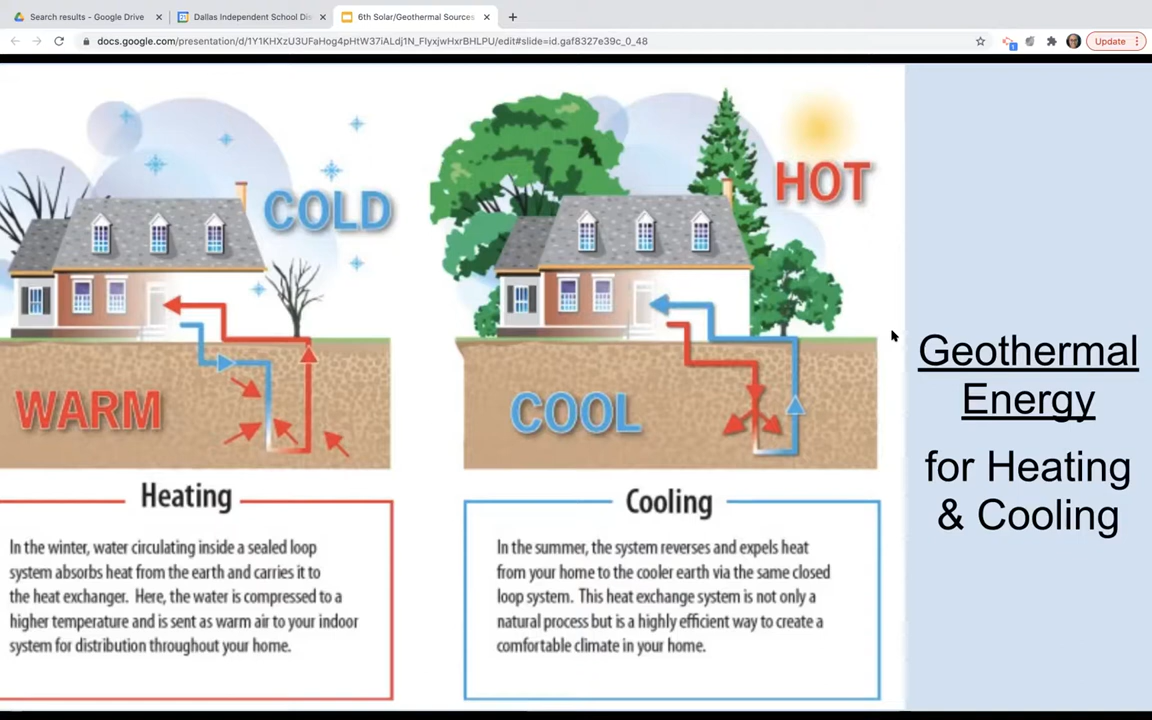 Search results - Google Drive
Dallas Independent School Dis
6th Solar/Geothermal Sources
docs.google.com/presentation/d/1Y1KHXzU3UFaHog4pHtW37iALdj1N_FlyxjwHxrBHLPU/edit#slide=id.gaf8327e39c_0_48
Update
COLD
HOT
WARM
COOL
Geothermal
Energy
for Heating
& Cooling
Heating
In the winter, water circulating inside a sealed loop
system absorbs heat from the earth and carries it to
the heat exchanger. Here, the water is compressed to a
higher temperature and is sent as warm air to your indoor
system for distribution throughout your home.
Cooling
In the summer, the system reverses and expels heat
from your home to the cooler earth via the same closed
loop system. This heat exchange system is not only a
natural process but is a highly efficient way to create a
comfortable climate in your home.